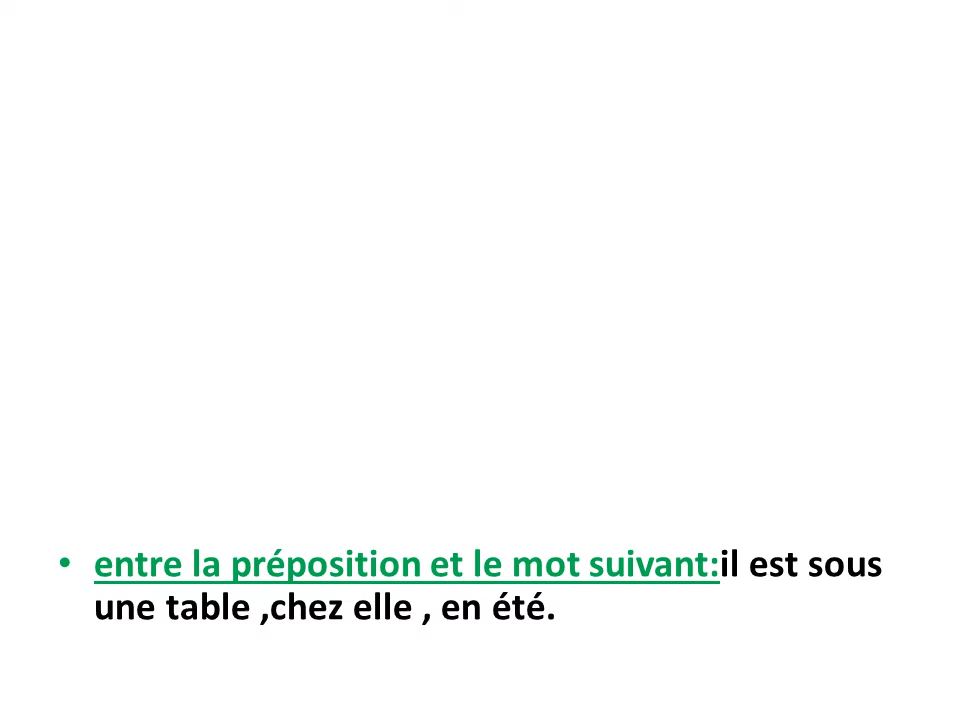 • entre la préposition et le mot suivant:il est sous
une table ,chez elle , en été.